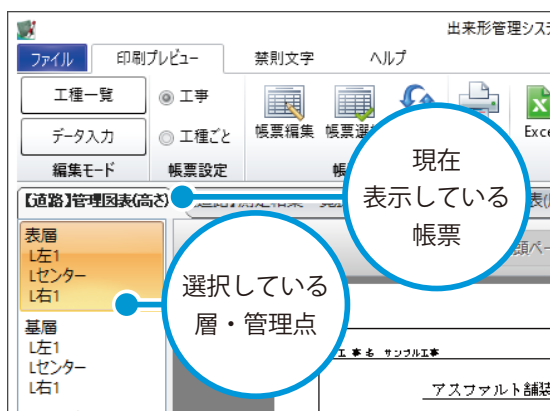 出来形管理シス
ファイル 印刷プレビュー 禁則文字 ヘルプ
工種一覧 工事
データ入力 工種ごと
帳票編集 帳票選
編集モード 帳票設定
現在
表示している
帳票
【道路】管理図表(高さ)
表層
L左1
Lセンター
L右1
基層
L左1
Lセンター
L右1
選択している
層・管理点
工事名 サンプル工事
アスファルト舗装